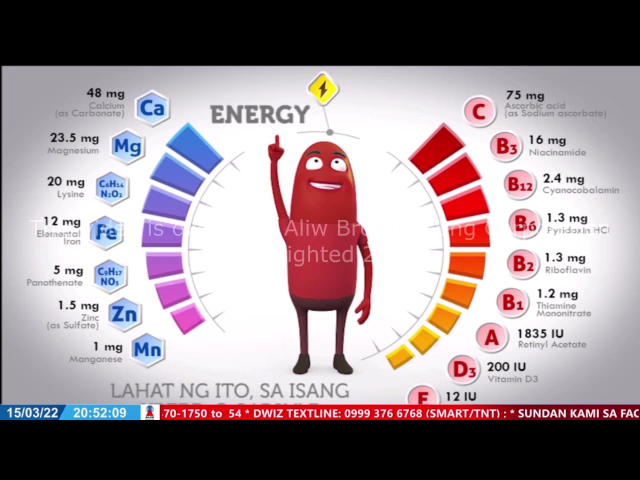 ENERGY
48 mg
Calcium
(as Carbonate)
Ca
23.5 mg
Magnesium
Mg
20 mg
Lysine
C₆H₁₄
N₂O₂
12 mg
Elemental
Iron
Fe
5 mg
Panothenate
C₉H₁₇
NO₅
1.5 mg
Zinc
(as Sulfate)
Zn
1 mg
Manganese
Mn
C
75 mg
Ascorbic acid
(as Sodium ascorbate)
B₃
16 mg
Niacinamide
B₁₂
2.4 mg
Cyanocobalamin
B₆
1.3 mg
Pyridoxin HCl
B₂
1.3 mg
Riboflavin
B₁
1.2 mg
Thiamine
Mononitrate
A
1835 IU
Retinyl Acetate
D₃
200 IU
Vitamin D3
E
12 IU
LAHAT NG ITO, SA ISANG
15/03/22 20:52:09 70-1750 to 54 * DWIZ TEXTLINE: 0999 376 6768 (SMART/TNT) ; * SUNDAN KAMI SA FAC